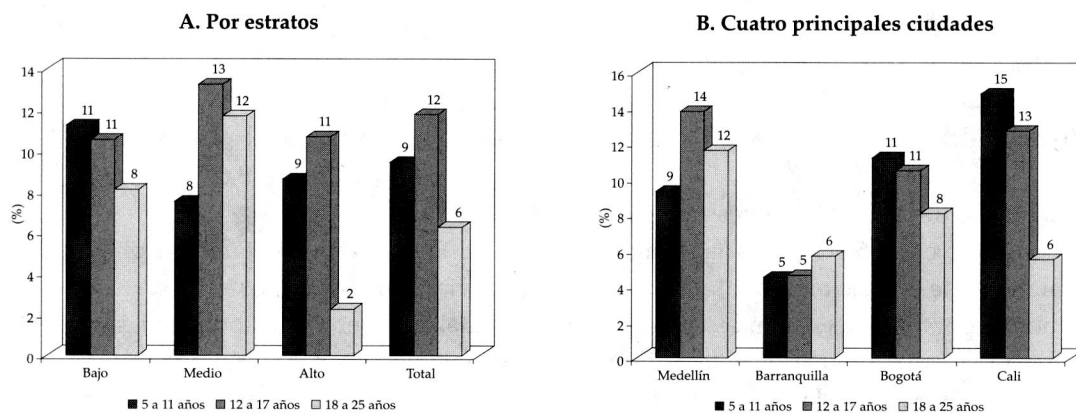 A. Por estratos
14
12
10
8
6
4
2
0
(%)
11
11
8
8
13
12
9
11
2
9
12
6
Bajo
Medio
Alto
Total
5 a 11 años
12 a 17 años
18 a 25 años
B. Cuatro principales ciudades
16
14
12
10
8
6
4
2
0
(%)
9
14
12
5
5
6
11
11
8
15
13
6
Medellín
Barranquilla
Bogotá
Cali
5 a 11 años
12 a 17 años
18 a 25 años